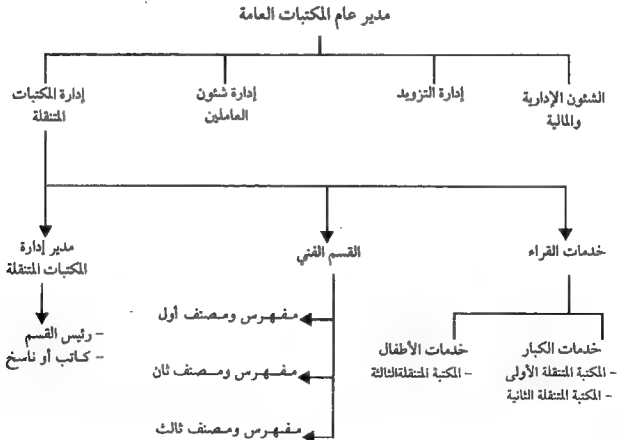 مدير عام المكتبات العامة
الشئون الإدارية
والمالية
إدارة التزويد
إدارة شئون
العاملين
إدارة المكتبات
المتنقلة
خدمات القراء
القسم الفني
مدير إدارة
المكتبات المتنقلة
خدمات الكبار
- المكتبة المتنقلة الأولى
- المكتبة المتنقلة الثانية
خدمات الأطفال
- المكتبة المتنقلة الثالثة
مفهرس ومصنف أول
مفهرس ومصنف ثان
مفهرس ومصنف ثالث
- رئيس القسم
- كاتب أو ناسخ